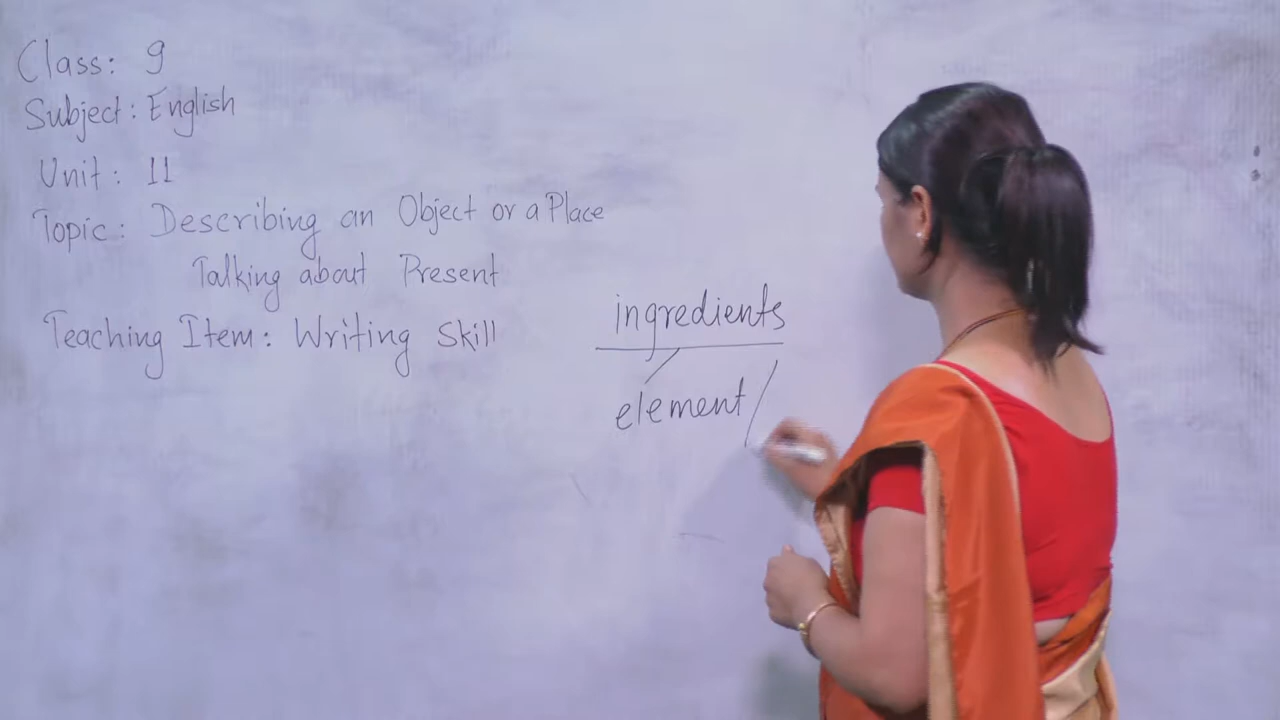 Class: 9
Subject: English
Unit: 11
Topic: Describing an Object or a Place
Talking about Present
Teaching Item: Writing Skill
ingredients
element /